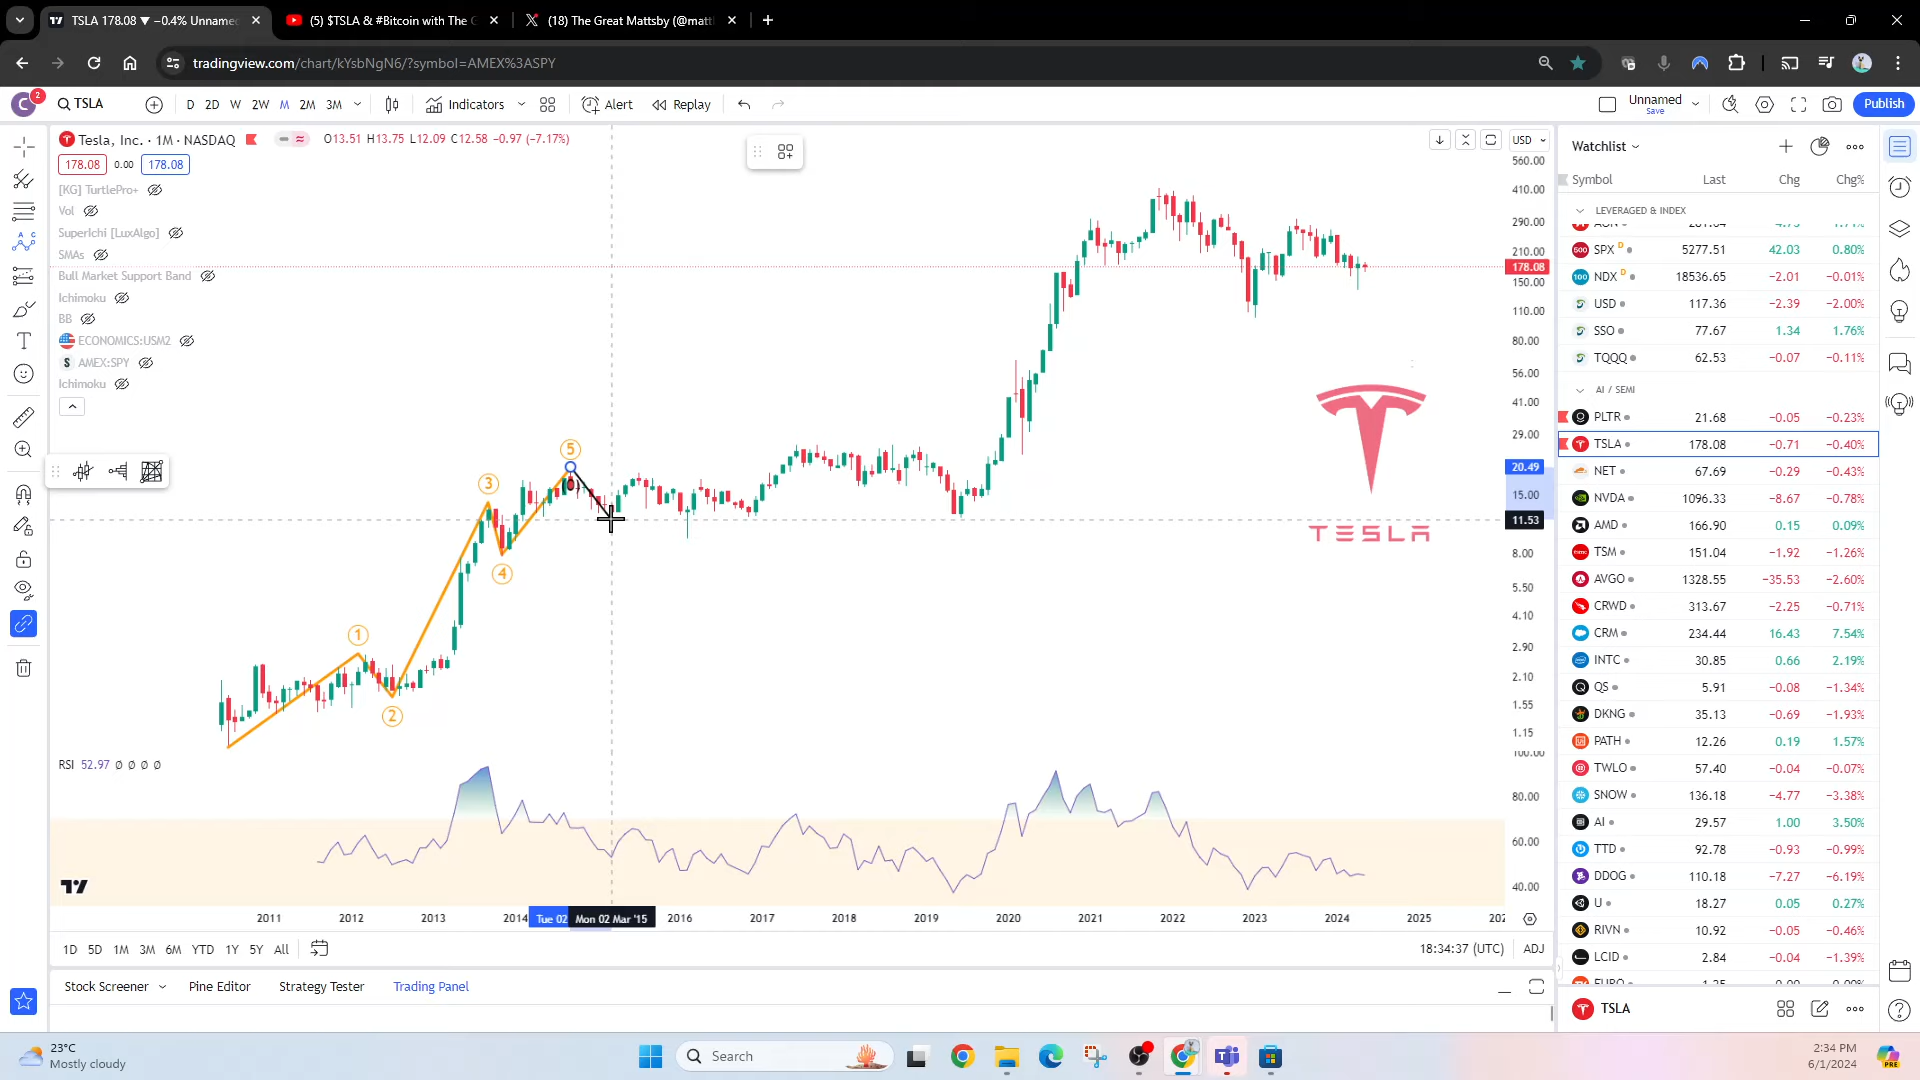 TSLA 178.08 ▼ −0.4% Unname
(5) $TSLA & #Bitcoin with The G
(18) The Great Mattsby (@matt
tradingview.com/chart/kYsbNgN6/?symbol=AMEX%3ASPY
C 2 TSLA D 2D W 2W M 2M 3M Indicators Alert Replay Unnamed Save Publish
Tesla, Inc. · 1M · NASDAQ O13.51 H13.75 L12.09 C12.58 −0.97 (−7.17%)
178.08 0.00 178.08
[KG] TurtlePro+
Vol
SuperIchi [LuxAlgo]
SMAs
Bull Market Support Band
Ichimoku
BB
ECONOMICS:USM2
AMEX:SPY
Ichimoku
USD
560.00
410.00
290.00
210.00
178.08
150.00
110.00
80.00
56.00
41.00
29.00
20.49
15.00
11.53
8.00
5.50
4.10
2.90
2.10
1.55
1.15
100.00
80.00
60.00
40.00
5
3
4
1
2
TESLA
RSI 52.97 Ø Ø Ø Ø
2011 2012 2013 2014 Tue 02 Mon 02 Mar '15 2016 2017 2018 2019 2020 2021 2022 2023 2024 2025 202
1D 5D 1M 3M 6M YTD 1Y 5Y All 18:34:37 (UTC) ADJ
Stock Screener Pine Editor Strategy Tester Trading Panel
Watchlist
Symbol Last Chg Chg%
LEVERAGED & INDEX
SPX D 5277.51 42.03 0.80%
NDX D 18536.65 −2.01 −0.01%
USD 117.36 −2.39 −2.00%
SSO 77.67 1.34 1.76%
TQQQ 62.53 −0.07 −0.11%
AI / SEMI
PLTR 21.68 −0.05 −0.23%
TSLA 178.08 −0.71 −0.40%
NET 67.69 −0.29 −0.43%
NVDA 1096.33 −8.67 −0.78%
AMD 166.90 0.15 0.09%
TSM 151.04 −1.92 −1.26%
AVGO 1328.55 −35.53 −2.60%
CRWD 313.67 −2.25 −0.71%
CRM 234.44 16.43 7.54%
INTC 30.85 0.66 2.19%
QS 5.91 −0.08 −1.34%
DKNG 35.13 −0.69 −1.93%
PATH 12.26 0.19 1.57%
TWLO 57.40 −0.04 −0.07%
SNOW 136.18 −4.77 −3.38%
AI 29.57 1.00 3.50%
TTD 92.78 −0.93 −0.99%
DDOG 110.18 −7.27 −6.19%
U 18.27 0.05 0.27%
RIVN 10.92 −0.05 −0.46%
LCID 2.84 −0.04 −1.39%
TSLA
23°C
Mostly cloudy
Search
2:34 PM
6/1/2024